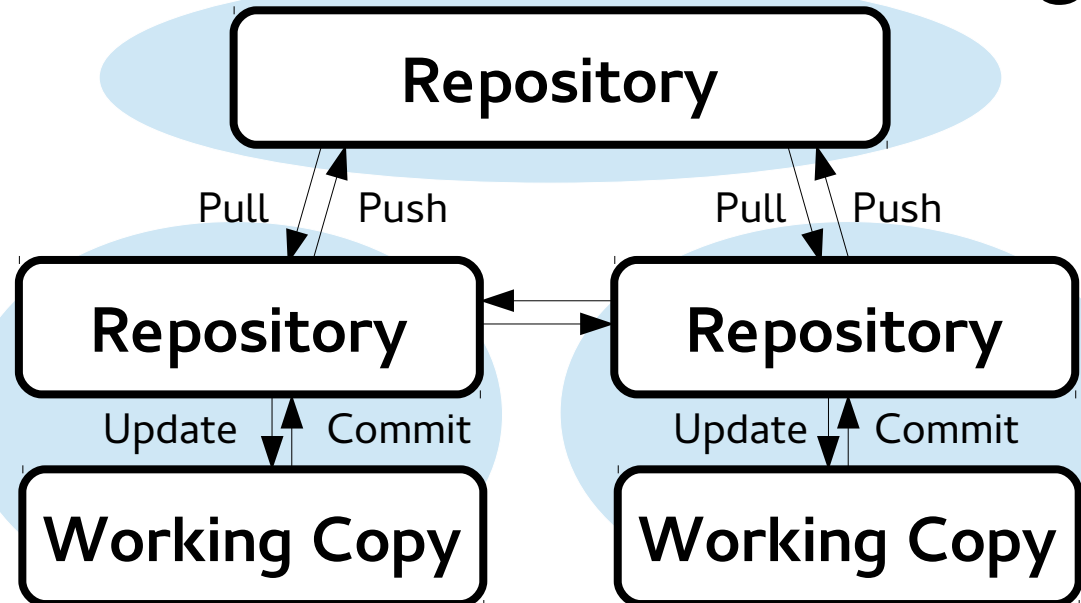 Repository
Pull Push Pull Push
Repository Repository
Update Commit Update Commit
Working Copy Working Copy